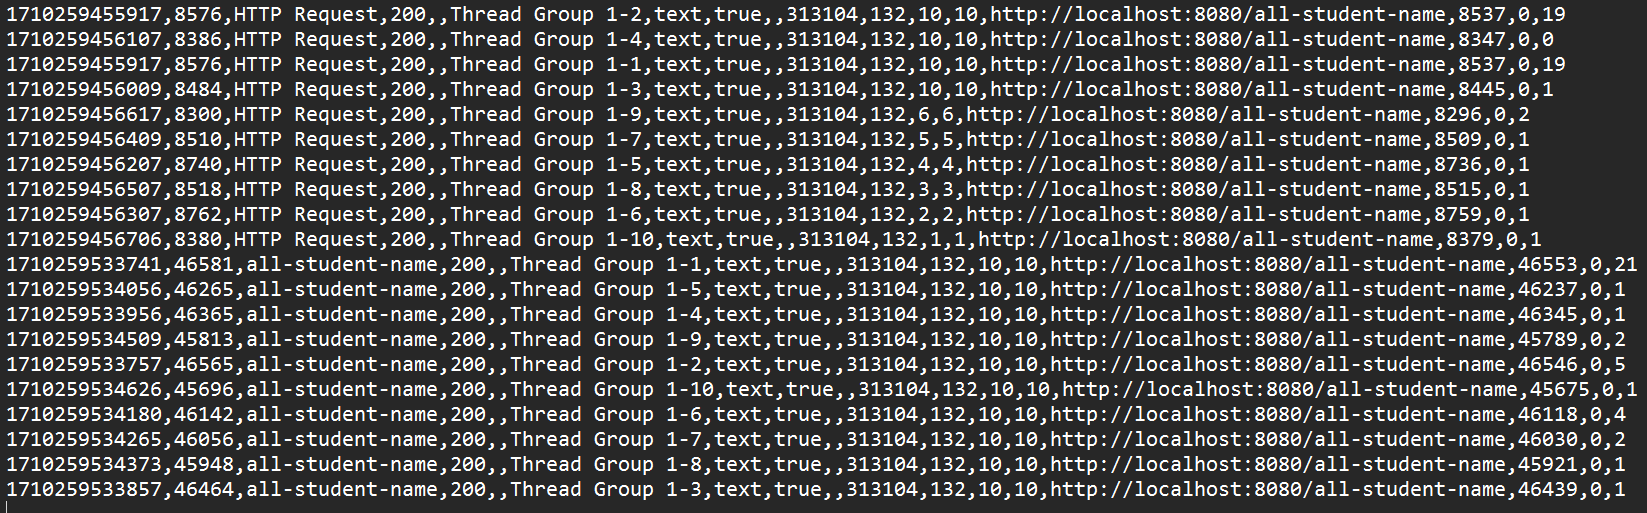 1710259455917,8576,HTTP Request,200,,Thread Group 1-2,text,true,,313104,132,10,10,http://localhost:8080/all-student-name,8537,0,19
1710259456107,8386,HTTP Request,200,,Thread Group 1-4,text,true,,313104,132,10,10,http://localhost:8080/all-student-name,8347,0,0
1710259455917,8576,HTTP Request,200,,Thread Group 1-1,text,true,,313104,132,10,10,http://localhost:8080/all-student-name,8537,0,19
1710259456009,8484,HTTP Request,200,,Thread Group 1-3,text,true,,313104,132,10,10,http://localhost:8080/all-student-name,8445,0,1
1710259456617,8300,HTTP Request,200,,Thread Group 1-9,text,true,,313104,132,6,6,http://localhost:8080/all-student-name,8296,0,2
1710259456409,8510,HTTP Request,200,,Thread Group 1-7,text,true,,313104,132,5,5,http://localhost:8080/all-student-name,8509,0,1
1710259456207,8740,HTTP Request,200,,Thread Group 1-5,text,true,,313104,132,4,4,http://localhost:8080/all-student-name,8736,0,1
1710259456507,8518,HTTP Request,200,,Thread Group 1-8,text,true,,313104,132,3,3,http://localhost:8080/all-student-name,8515,0,1
1710259456307,8762,HTTP Request,200,,Thread Group 1-6,text,true,,313104,132,2,2,http://localhost:8080/all-student-name,8759,0,1
1710259456706,8380,HTTP Request,200,,Thread Group 1-10,text,true,,313104,132,1,1,http://localhost:8080/all-student-name,8379,0,1
1710259533741,46581,all-student-name,200,,Thread Group 1-1,text,true,,313104,132,10,10,http://localhost:8080/all-student-name,46553,0,21
1710259534056,46265,all-student-name,200,,Thread Group 1-5,text,true,,313104,132,10,10,http://localhost:8080/all-student-name,46237,0,1
1710259533956,46365,all-student-name,200,,Thread Group 1-4,text,true,,313104,132,10,10,http://localhost:8080/all-student-name,46345,0,1
1710259534509,45813,all-student-name,200,,Thread Group 1-9,text,true,,313104,132,10,10,http://localhost:8080/all-student-name,45789,0,2
1710259533757,46565,all-student-name,200,,Thread Group 1-2,text,true,,313104,132,10,10,http://localhost:8080/all-student-name,46546,0,5
1710259534626,45696,all-student-name,200,,Thread Group 1-10,text,true,,313104,132,10,10,http://localhost:8080/all-student-name,45675,0,1
1710259534180,46142,all-student-name,200,,Thread Group 1-6,text,true,,313104,132,10,10,http://localhost:8080/all-student-name,46118,0,4
1710259534265,46056,all-student-name,200,,Thread Group 1-7,text,true,,313104,132,10,10,http://localhost:8080/all-student-name,46030,0,2
1710259534373,45948,all-student-name,200,,Thread Group 1-8,text,true,,313104,132,10,10,http://localhost:8080/all-student-name,45921,0,1
1710259533857,46464,all-student-name,200,,Thread Group 1-3,text,true,,313104,132,10,10,http://localhost:8080/all-student-name,46439,0,1